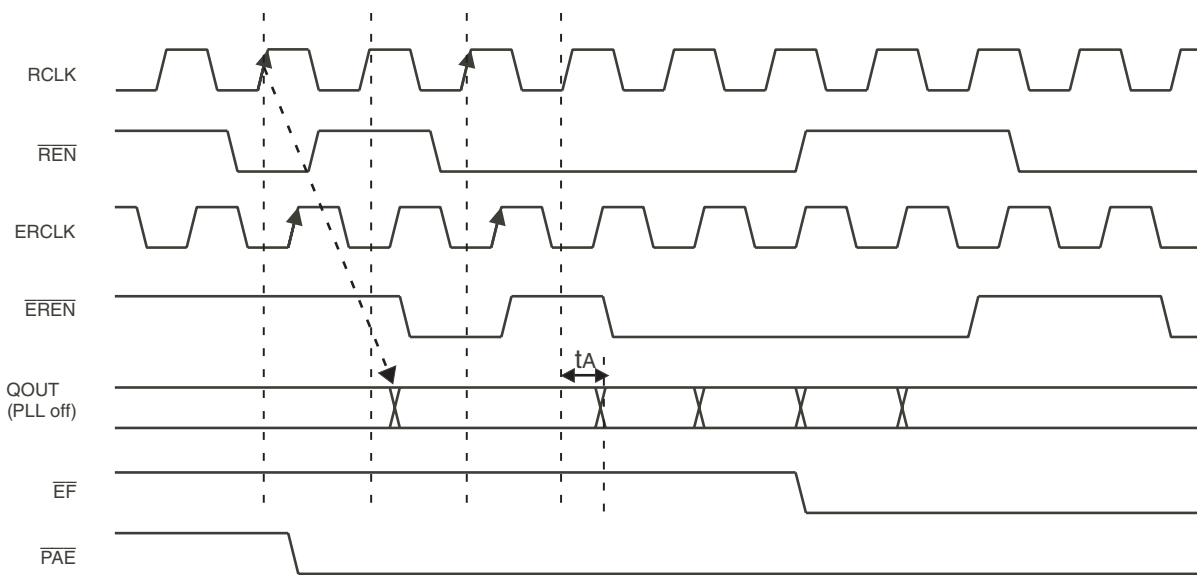 RCLK
REN
ERCLK
EREN
tA
QOUT
(PLL off)
EF
PAE